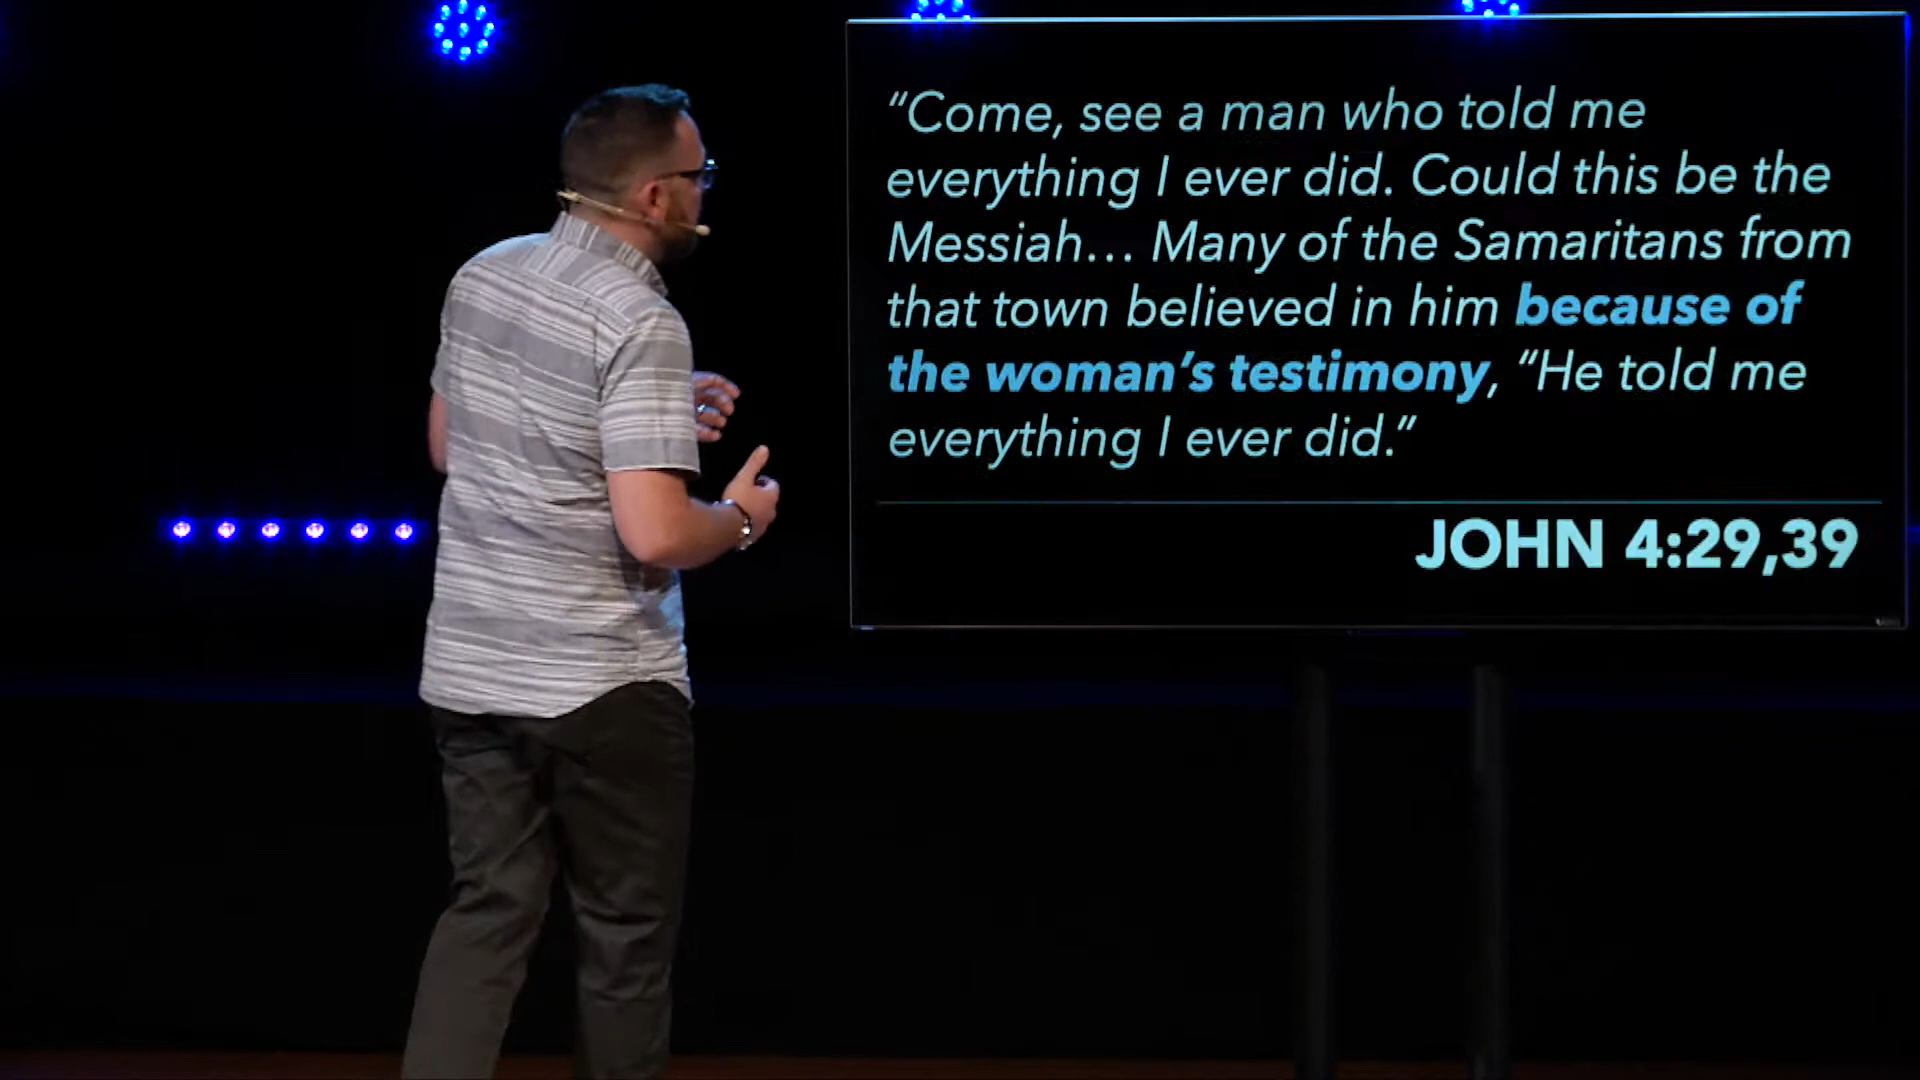 “Come, see a man who told me
everything I ever did. Could this be the
Messiah… Many of the Samaritans from
that town believed in him because of
the woman’s testimony, “He told me
everything I ever did.”
JOHN 4:29,39